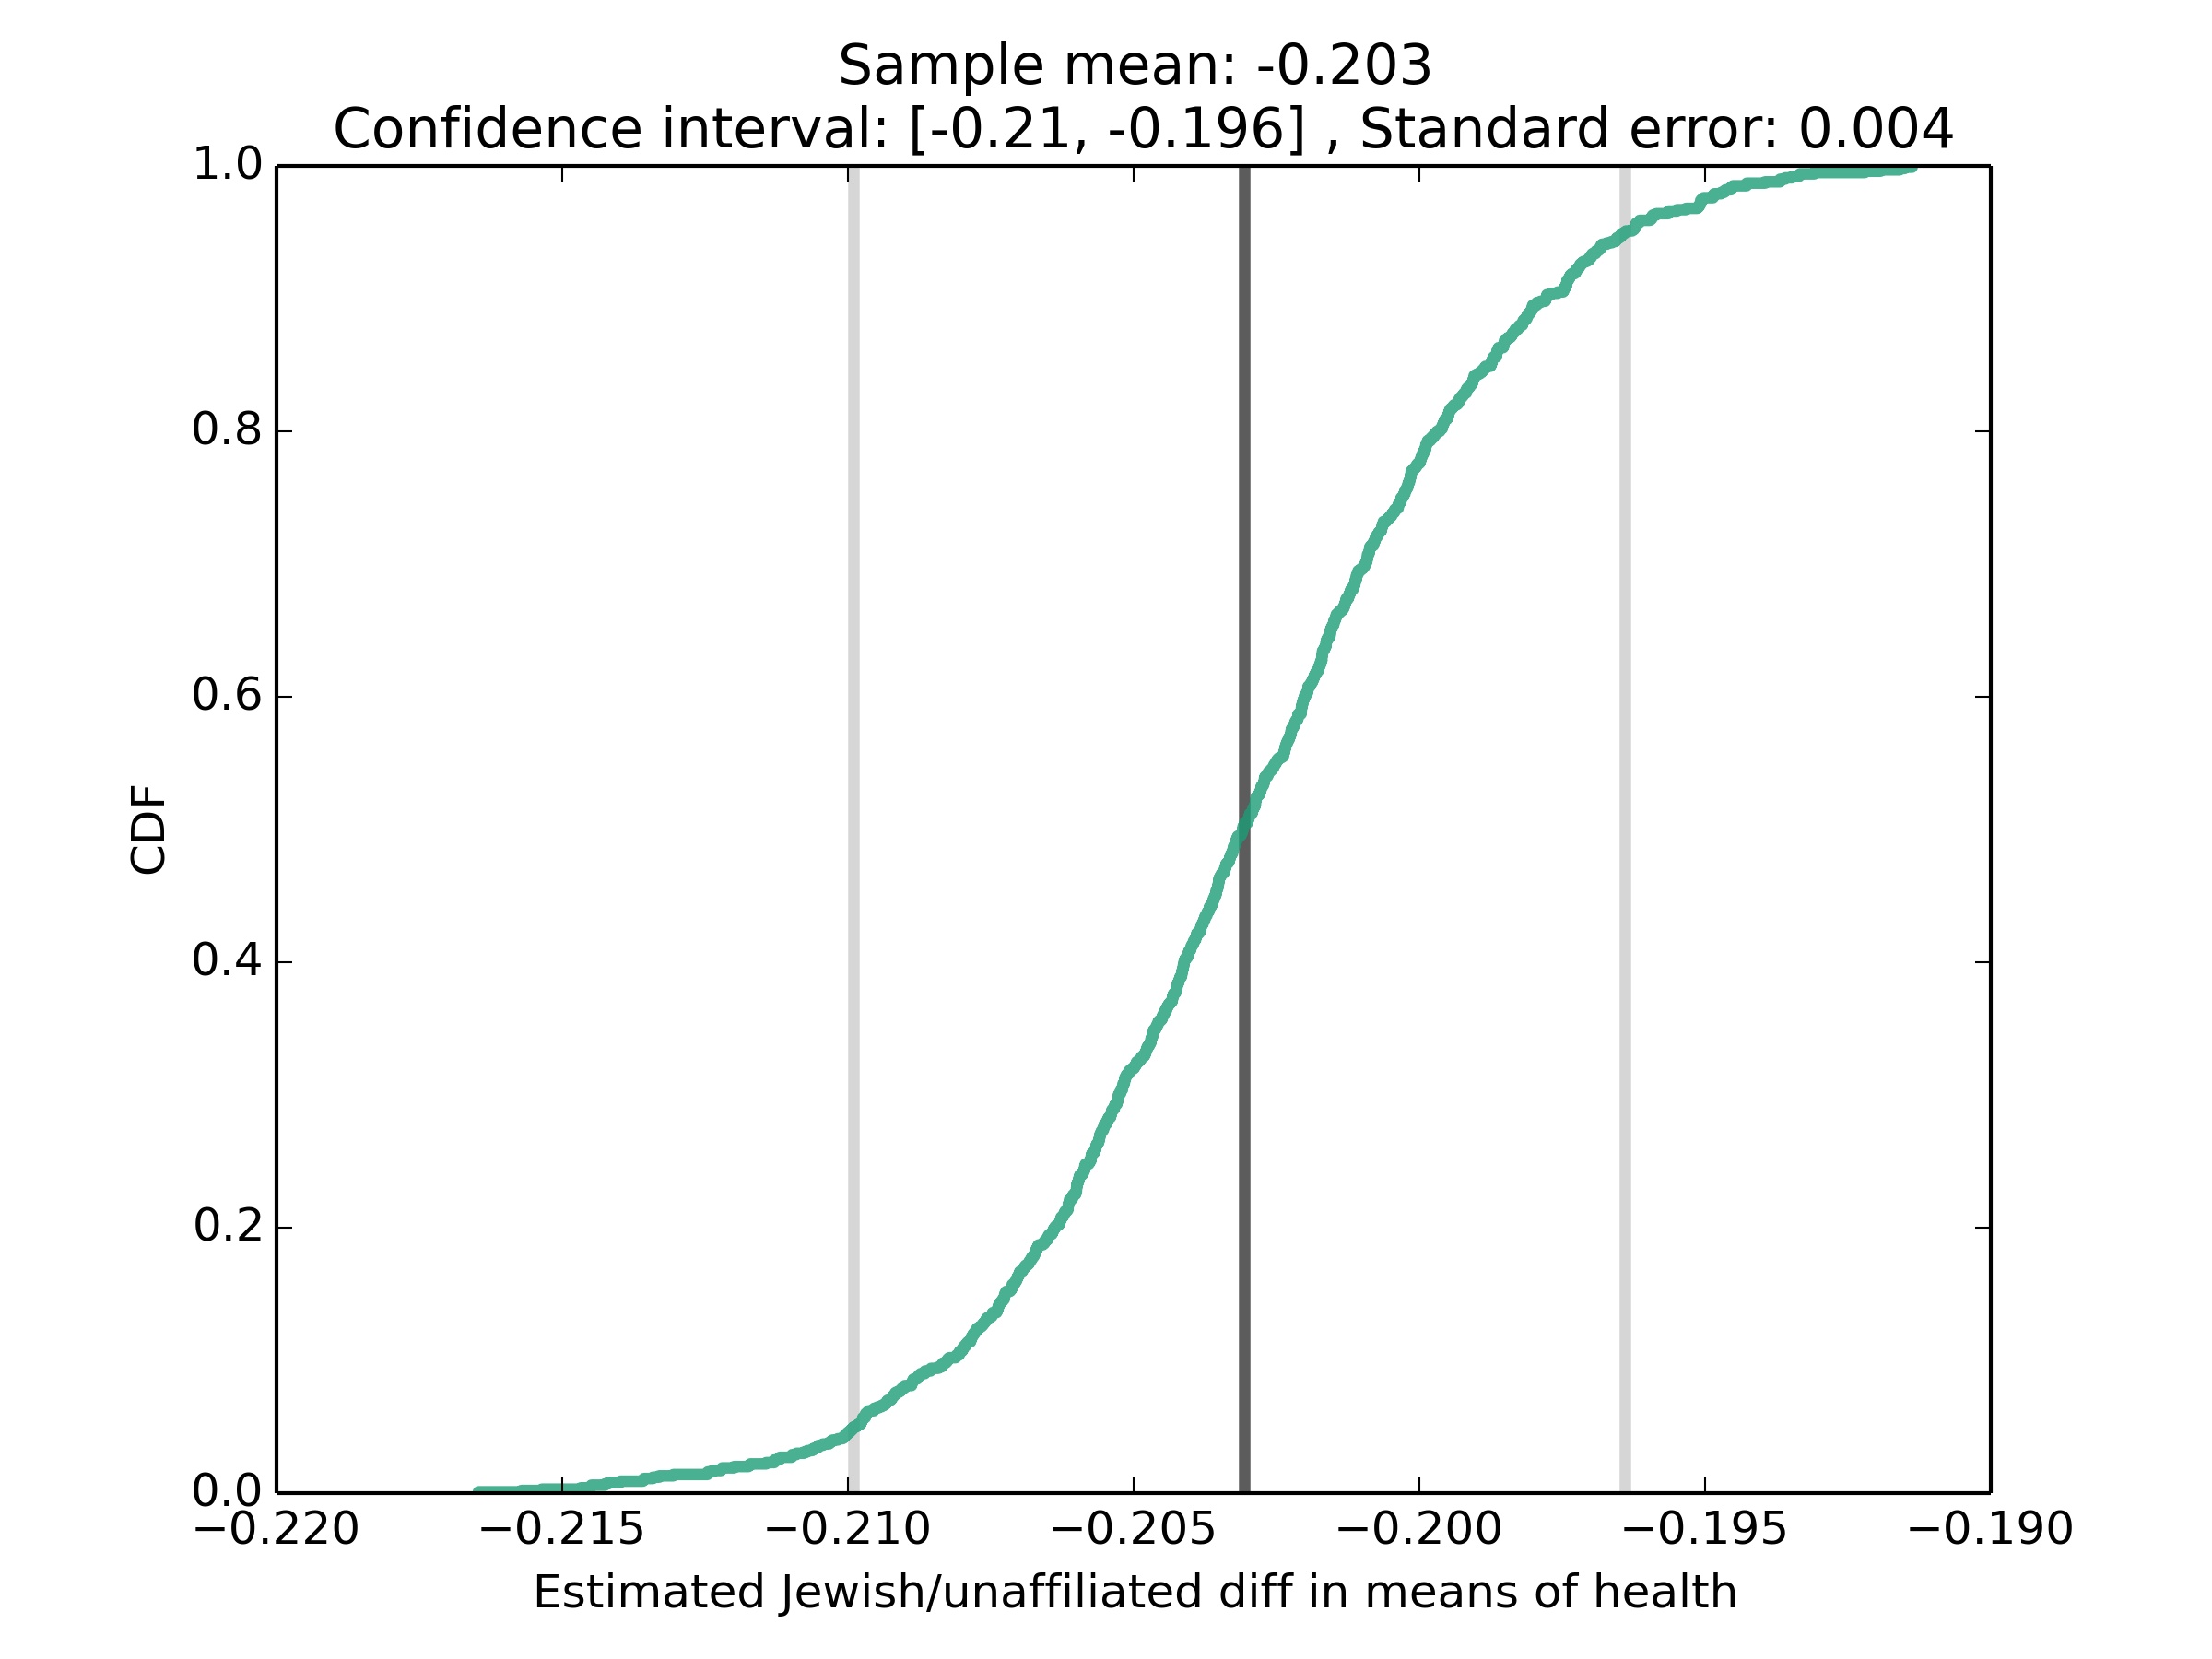 Sample mean: -0.203
Confidence interval: [-0.21, -0.196] , Standard error: 0.004
1.0
0.8
0.6
0.4
0.2
0.0
CDF
−0.220 −0.215 −0.210 −0.205 −0.200 −0.195 −0.190
Estimated Jewish/unaffiliated diff in means of health